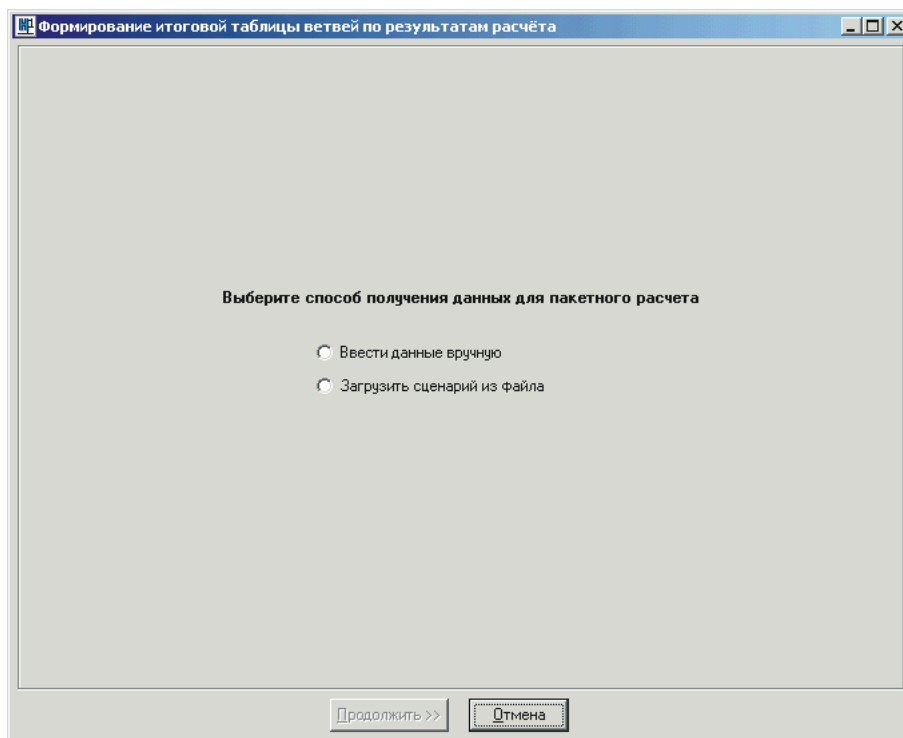 Формирование итоговой таблицы ветвей по результатам расчёта
Выберите способ получения данных для пакетного расчета
Ввести данные вручную
Загрузить сценарий из файла
Продолжить >>
Отмена